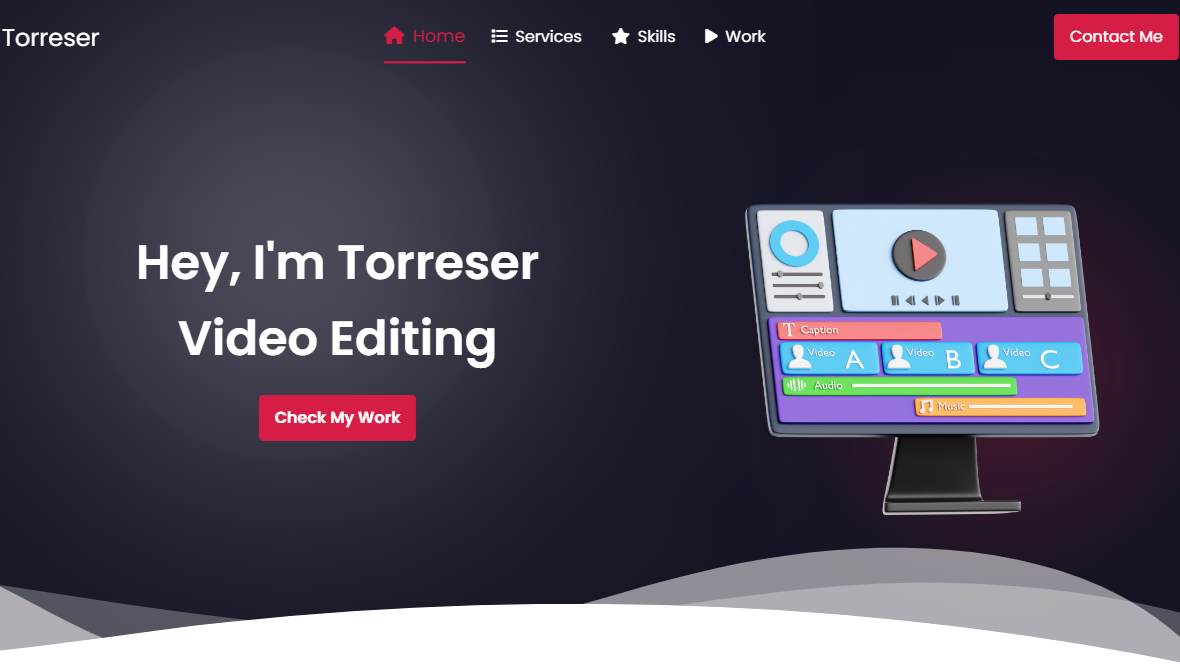 Torreser
Home
Services
Skills
Work
Contact Me
Hey, I'm Torreser
Video Editing
Check My Work
T Caption
Video A
Video B
Video C
Audio
Music